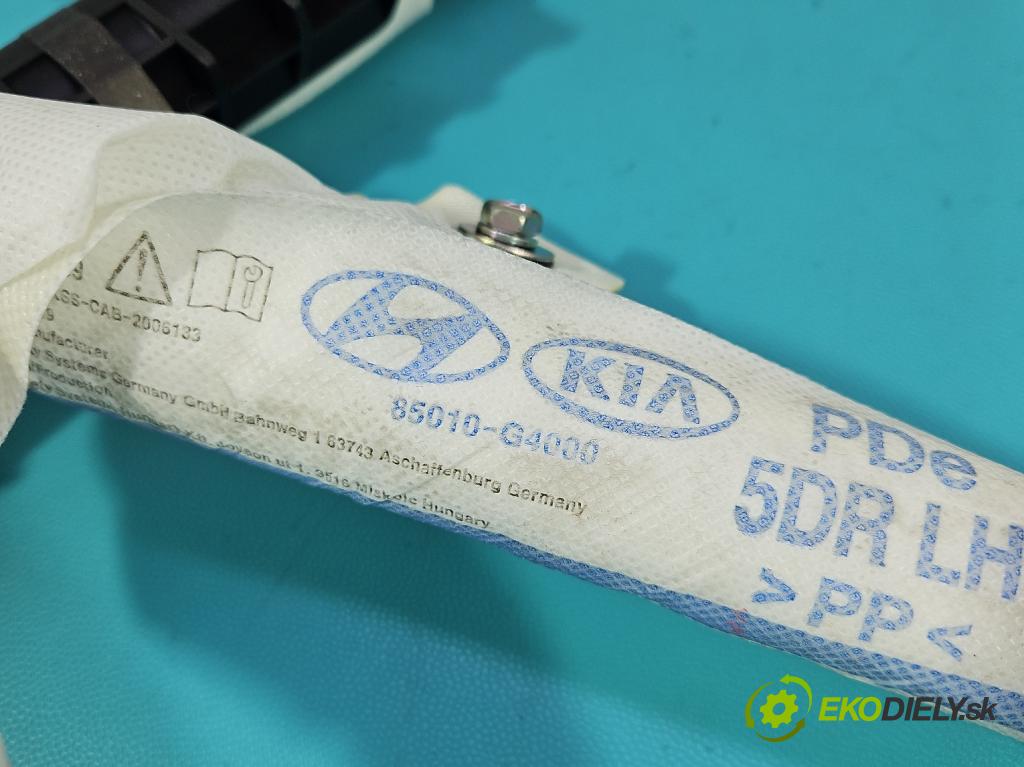 KSS-CAB-2006133
Systems Germany GmbH Bahnweg 1 63743 Aschaffenburg Germany
Miskolc Hungary
KIA
85010-G4000
PDe
5DR LH
>PP<
EKODIELY.sk